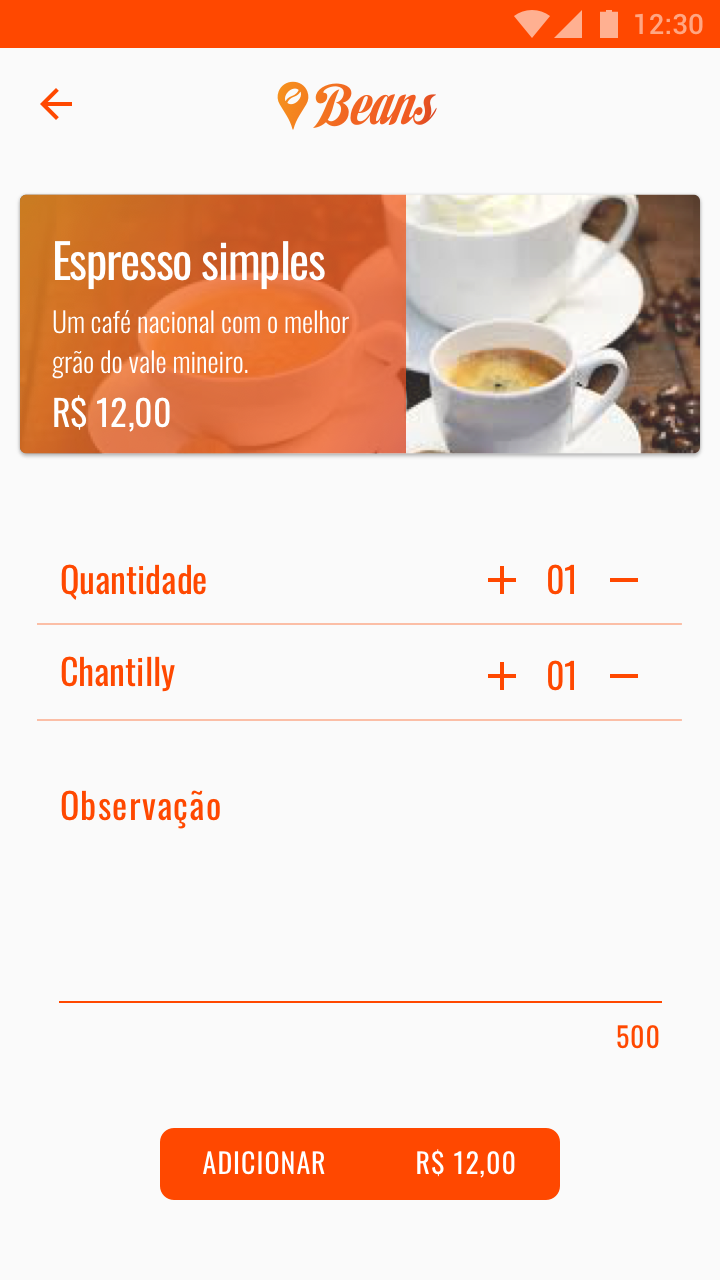 12:30
Beans
Espresso simples
Um café nacional com o melhor
grão do vale mineiro.
R$ 12,00
Quantidade + 01 −
Chantilly + 01 −
Observação
500
ADICIONAR R$ 12,00